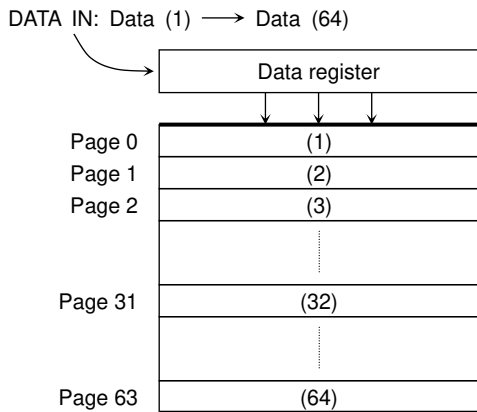 DATA IN: Data (1) ⟶ Data (64)
Data register
Page 0 (1)
Page 1 (2)
Page 2 (3)
Page 31 (32)
Page 63 (64)